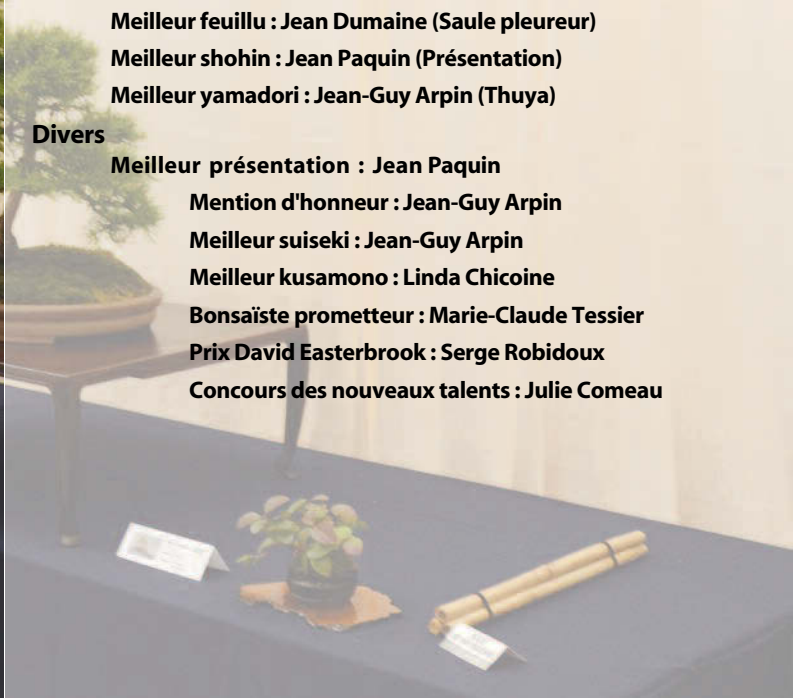 Meilleur feuillu : Jean Dumaine (Saule pleureur)
Meilleur shohin : Jean Paquin (Présentation)
Meilleur yamadori : Jean-Guy Arpin (Thuya)
Divers
Meilleur présentation : Jean Paquin
Mention d'honneur : Jean-Guy Arpin
Meilleur suiseki : Jean-Guy Arpin
Meilleur kusamono : Linda Chicoine
Bonsaïste prometteur : Marie-Claude Tessier
Prix David Easterbrook : Serge Robidoux
Concours des nouveaux talents : Julie Comeau